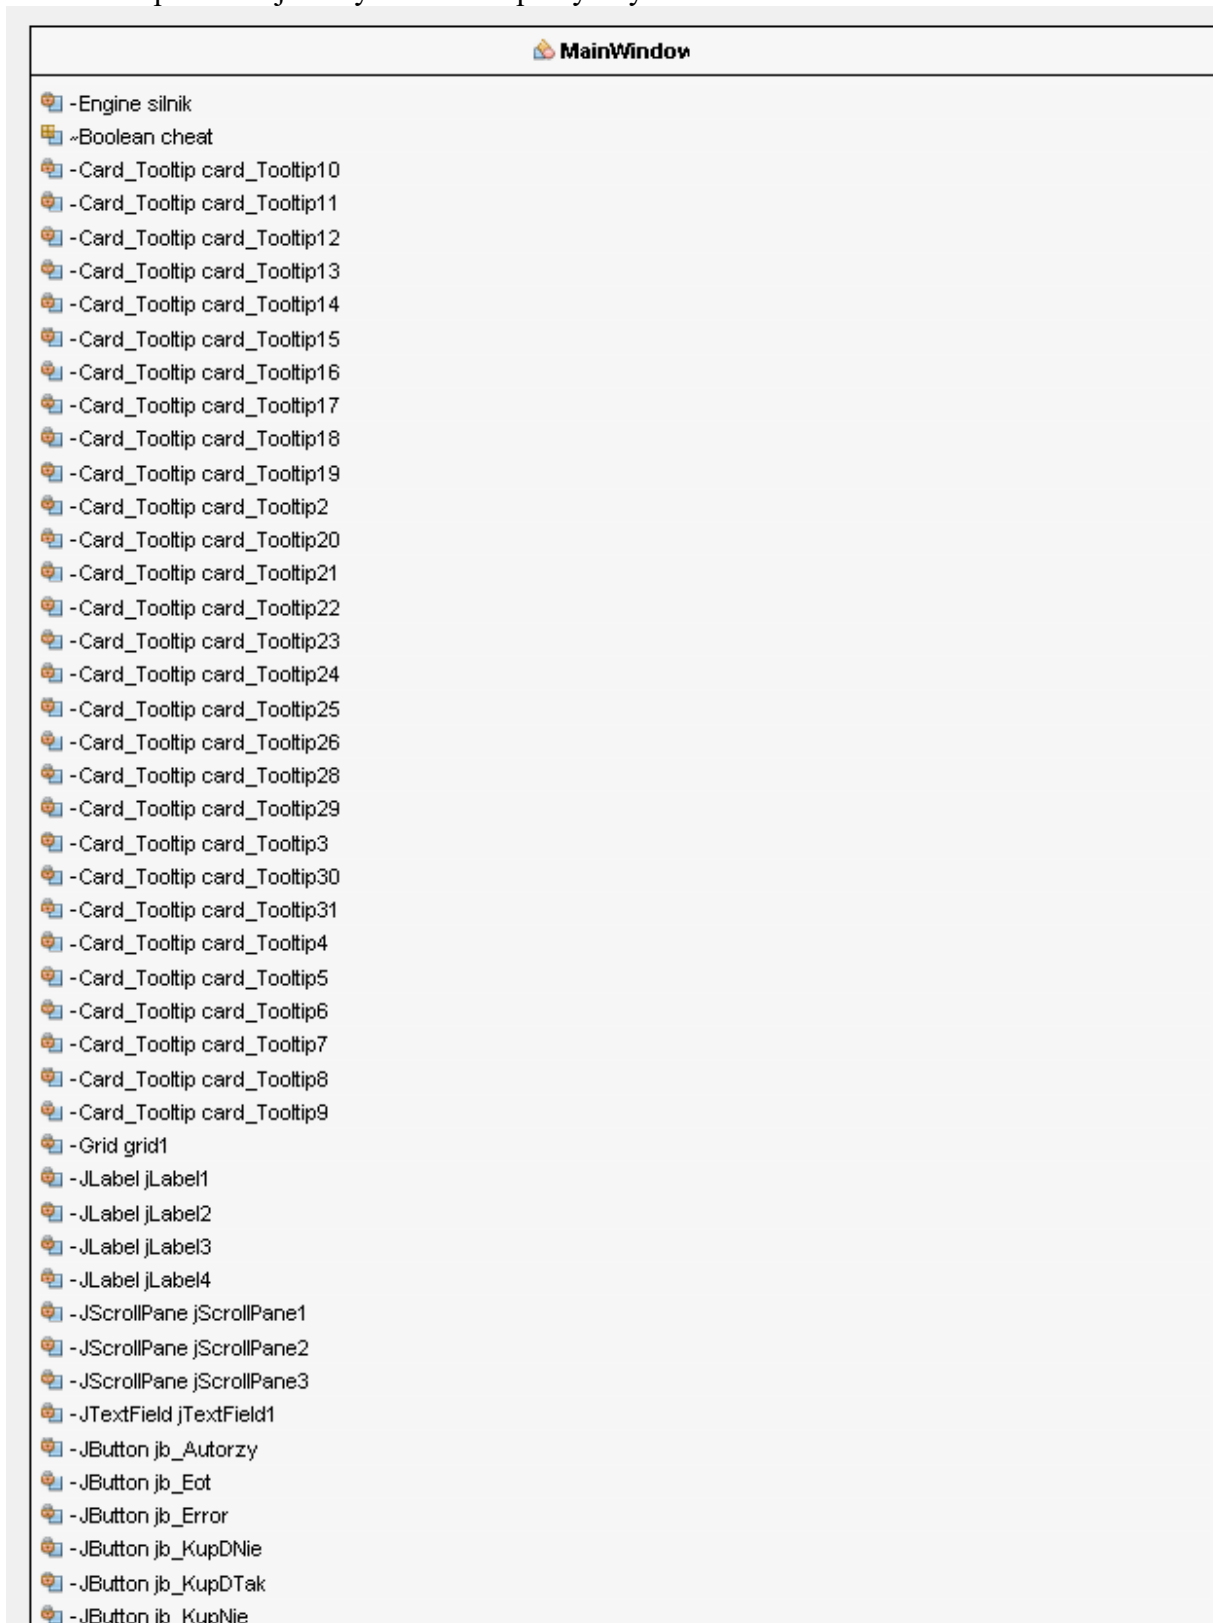 MainWindow
-Engine silnik
~Boolean cheat
-Card_Tooltip card_Tooltip10
-Card_Tooltip card_Tooltip11
-Card_Tooltip card_Tooltip12
-Card_Tooltip card_Tooltip13
-Card_Tooltip card_Tooltip14
-Card_Tooltip card_Tooltip15
-Card_Tooltip card_Tooltip16
-Card_Tooltip card_Tooltip17
-Card_Tooltip card_Tooltip18
-Card_Tooltip card_Tooltip19
-Card_Tooltip card_Tooltip2
-Card_Tooltip card_Tooltip20
-Card_Tooltip card_Tooltip21
-Card_Tooltip card_Tooltip22
-Card_Tooltip card_Tooltip23
-Card_Tooltip card_Tooltip24
-Card_Tooltip card_Tooltip25
-Card_Tooltip card_Tooltip26
-Card_Tooltip card_Tooltip28
-Card_Tooltip card_Tooltip29
-Card_Tooltip card_Tooltip3
-Card_Tooltip card_Tooltip30
-Card_Tooltip card_Tooltip31
-Card_Tooltip card_Tooltip4
-Card_Tooltip card_Tooltip5
-Card_Tooltip card_Tooltip6
-Card_Tooltip card_Tooltip7
-Card_Tooltip card_Tooltip8
-Card_Tooltip card_Tooltip9
-Grid grid1
-JLabel jLabel1
-JLabel jLabel2
-JLabel jLabel3
-JLabel jLabel4
-JScrollPane jScrollPane1
-JScrollPane jScrollPane2
-JScrollPane jScrollPane3
-JTextField jTextField1
-JButton jb_Autorzy
-JButton jb_Eot
-JButton jb_Error
-JButton jb_KupDNie
-JButton jb_KupDTak
-JButton jb_KupNie